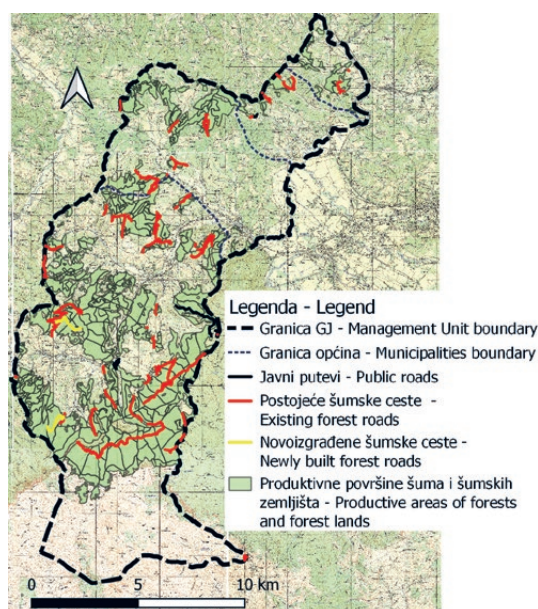 Legenda - Legend
Granica GJ - Management Unit boundary
Granica općina - Municipalities boundary
Javni putevi - Public roads
Postojeće šumske ceste -
Existing forest roads
Novoizgrađene šumske ceste -
Newly built forest roads
Produktivne površine šuma i šumskih
zemljišta - Productive areas of forests
and forest lands
0 5 10 km